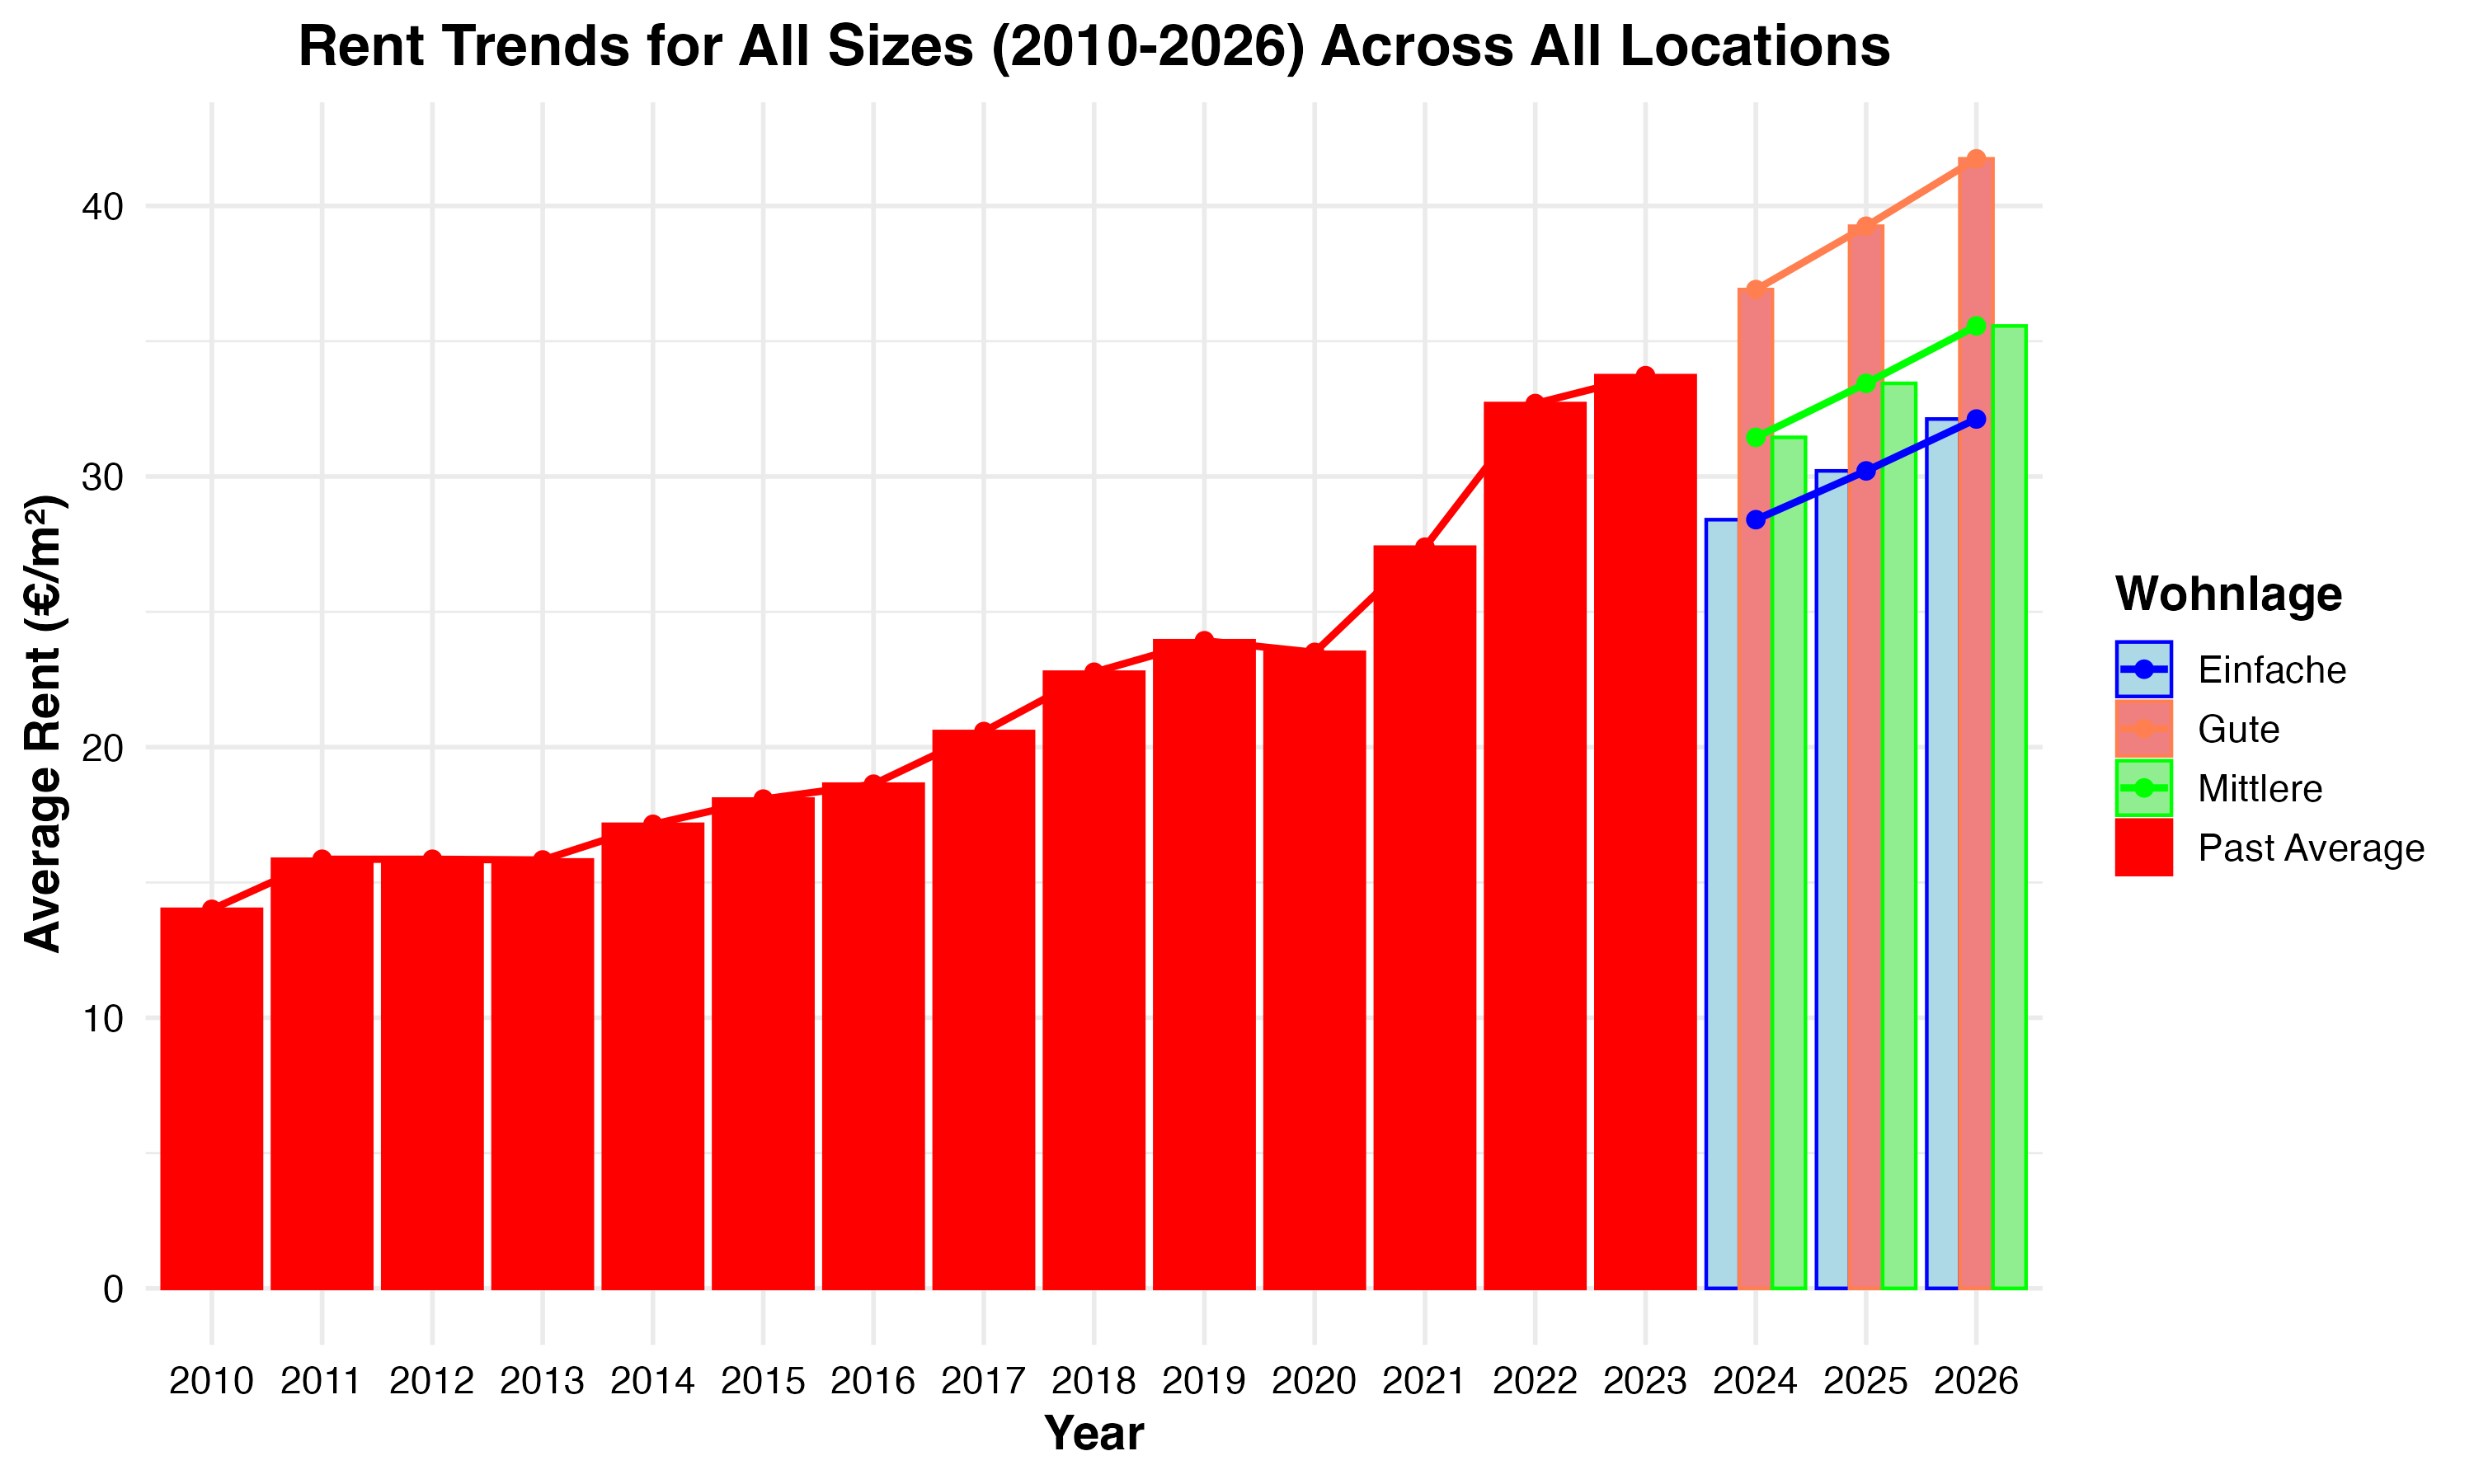 Rent Trends for All Sizes (2010-2026) Across All Locations
Average Rent (€/m²)
40
30
20
10
0
2010 2011 2012 2013 2014 2015 2016 2017 2018 2019 2020 2021 2022 2023 2024 2025 2026
Year
Wohnlage
Einfache
Gute
Mittlere
Past Average